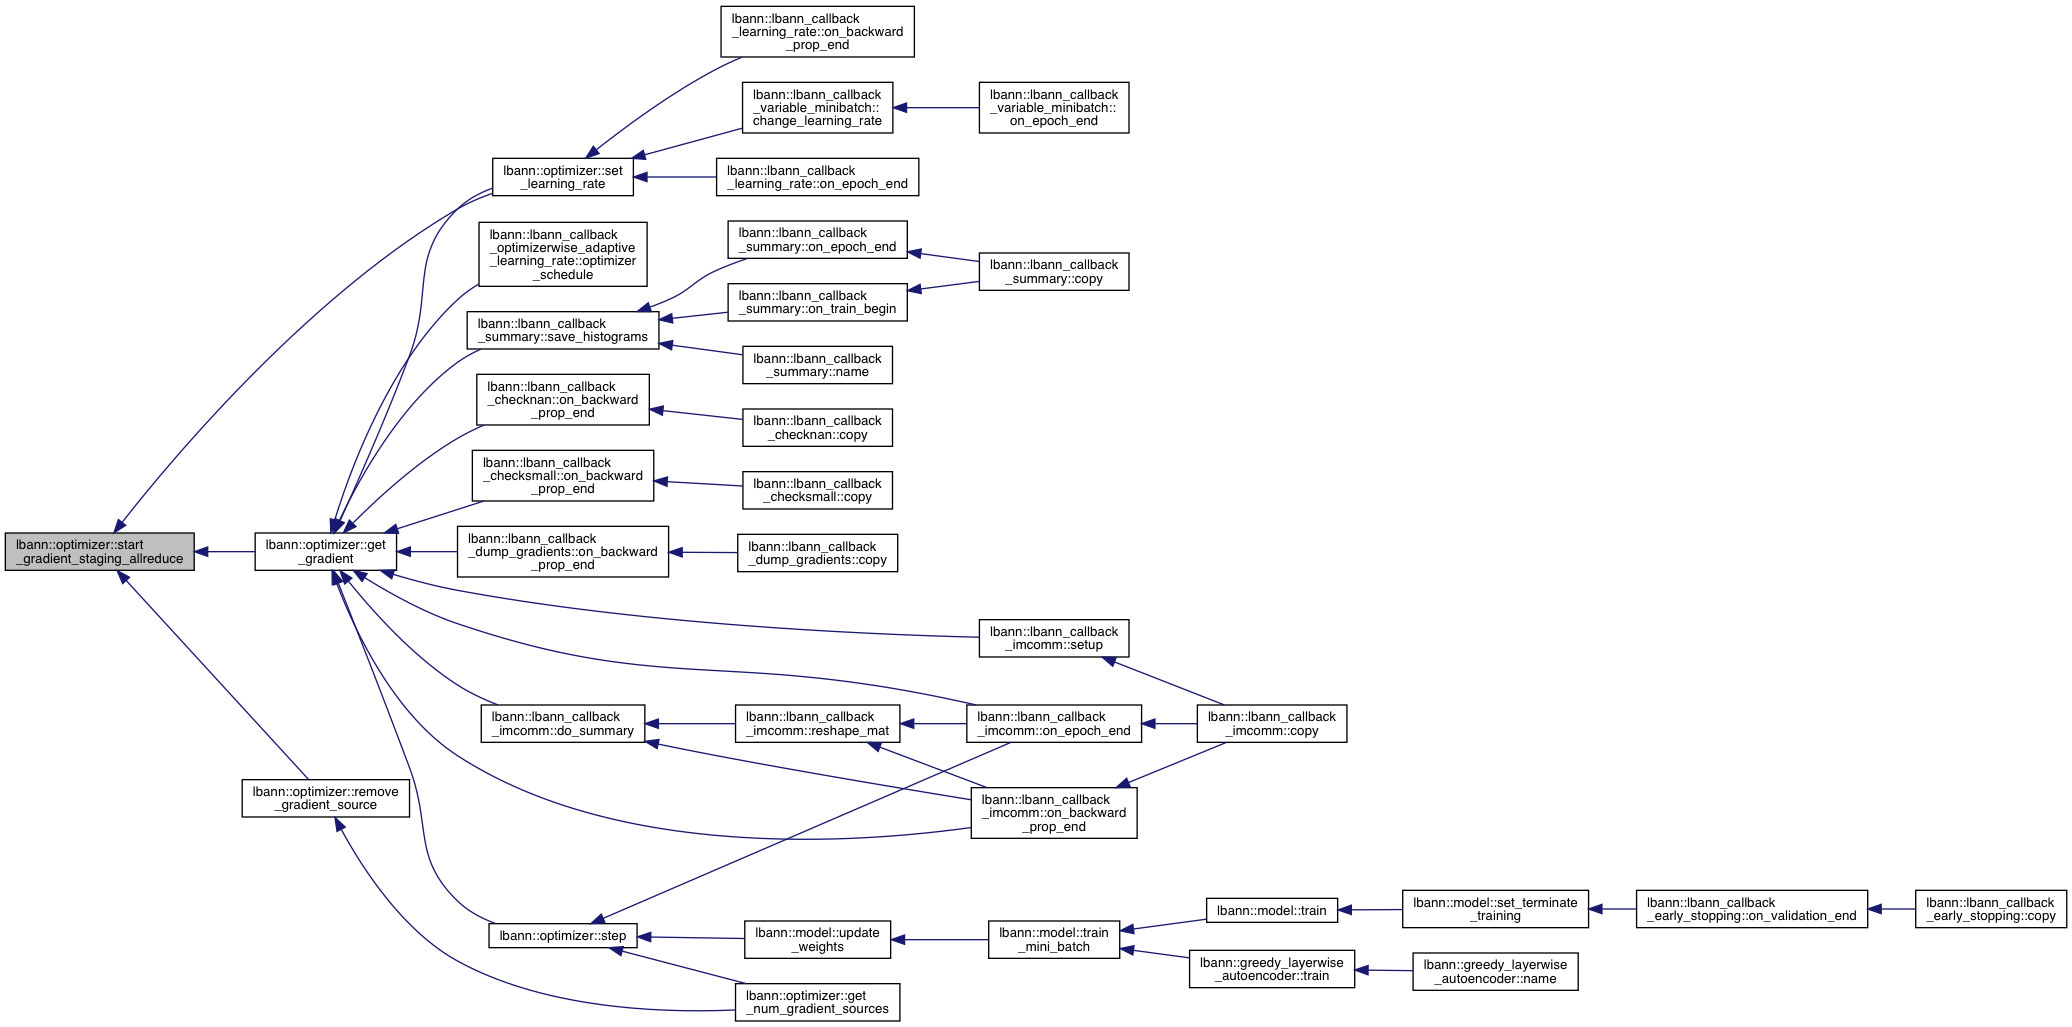 lbann::lbann_callback
_learning_rate::on_backward
_prop_end
lbann::lbann_callback
_variable_minibatch::
change_learning_rate
lbann::lbann_callback
_variable_minibatch::
on_epoch_end
lbann::optimizer::set
_learning_rate
lbann::lbann_callback
_learning_rate::on_epoch_end
lbann::lbann_callback
_optimizerwise_adaptive
_learning_rate::optimizer
_schedule
lbann::lbann_callback
_summary::on_epoch_end
lbann::lbann_callback
_summary::copy
lbann::lbann_callback
_summary::on_train_begin
lbann::lbann_callback
_summary::save_histograms
lbann::lbann_callback
_summary::name
lbann::lbann_callback
_checknan::on_backward
_prop_end
lbann::lbann_callback
_checknan::copy
lbann::lbann_callback
_checksmall::on_backward
_prop_end
lbann::lbann_callback
_checksmall::copy
lbann::optimizer::start
_gradient_staging_allreduce
lbann::optimizer::get
_gradient
lbann::lbann_callback
_dump_gradients::on_backward
_prop_end
lbann::lbann_callback
_dump_gradients::copy
lbann::lbann_callback
_imcomm::setup
lbann::lbann_callback
_imcomm::do_summary
lbann::lbann_callback
_imcomm::reshape_mat
lbann::lbann_callback
_imcomm::on_epoch_end
lbann::lbann_callback
_imcomm::copy
lbann::optimizer::remove
_gradient_source
lbann::lbann_callback
_imcomm::on_backward
_prop_end
lbann::optimizer::step
lbann::model::update
_weights
lbann::model::train
_mini_batch
lbann::model::train
lbann::model::set_terminate
_training
lbann::lbann_callback
_early_stopping::on_validation_end
lbann::lbann_callback
_early_stopping::copy
lbann::greedy_layerwise
_autoencoder::train
lbann::greedy_layerwise
_autoencoder::name
lbann::optimizer::get
_num_gradient_sources